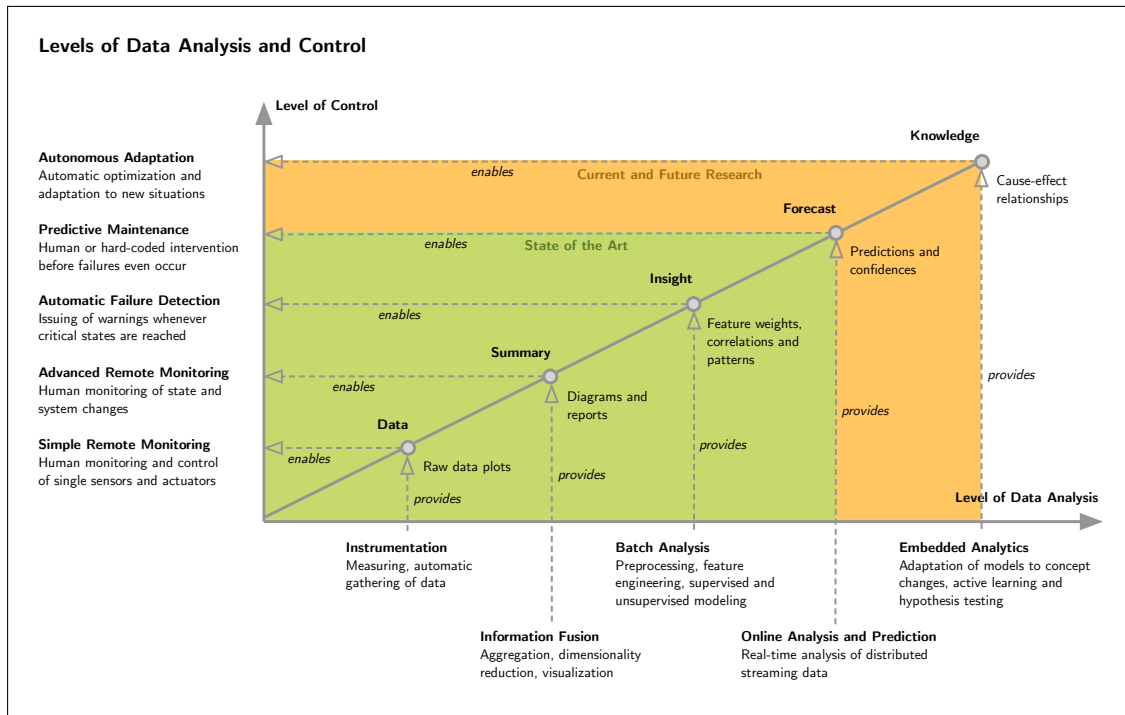 Levels of Data Analysis and Control
Level of Control
Knowledge
Autonomous Adaptation
Automatic optimization and
adaptation to new situations
enables
Current and Future Research
Cause-effect
relationships
Forecast
Predictive Maintenance
Human or hard-coded intervention
before failures even occur
enables
State of the Art
Predictions and
confidences
Insight
Automatic Failure Detection
Issuing of warnings whenever
critical states are reached
enables
Feature weights,
correlations and
patterns
Summary
Advanced Remote Monitoring
Human monitoring of state and
system changes
enables
Diagrams and
reports
provides
provides
Data
Simple Remote Monitoring
Human monitoring and control
of single sensors and actuators
enables
Raw data plots
provides
provides
provides
Level of Data Analysis
Instrumentation
Measuring, automatic
gathering of data
Batch Analysis
Preprocessing, feature
engineering, supervised and
unsupervised modeling
Embedded Analytics
Adaptation of models to concept
changes, active learning and
hypothesis testing
Information Fusion
Aggregation, dimensionality
reduction, visualization
Online Analysis and Prediction
Real-time analysis of distributed
streaming data